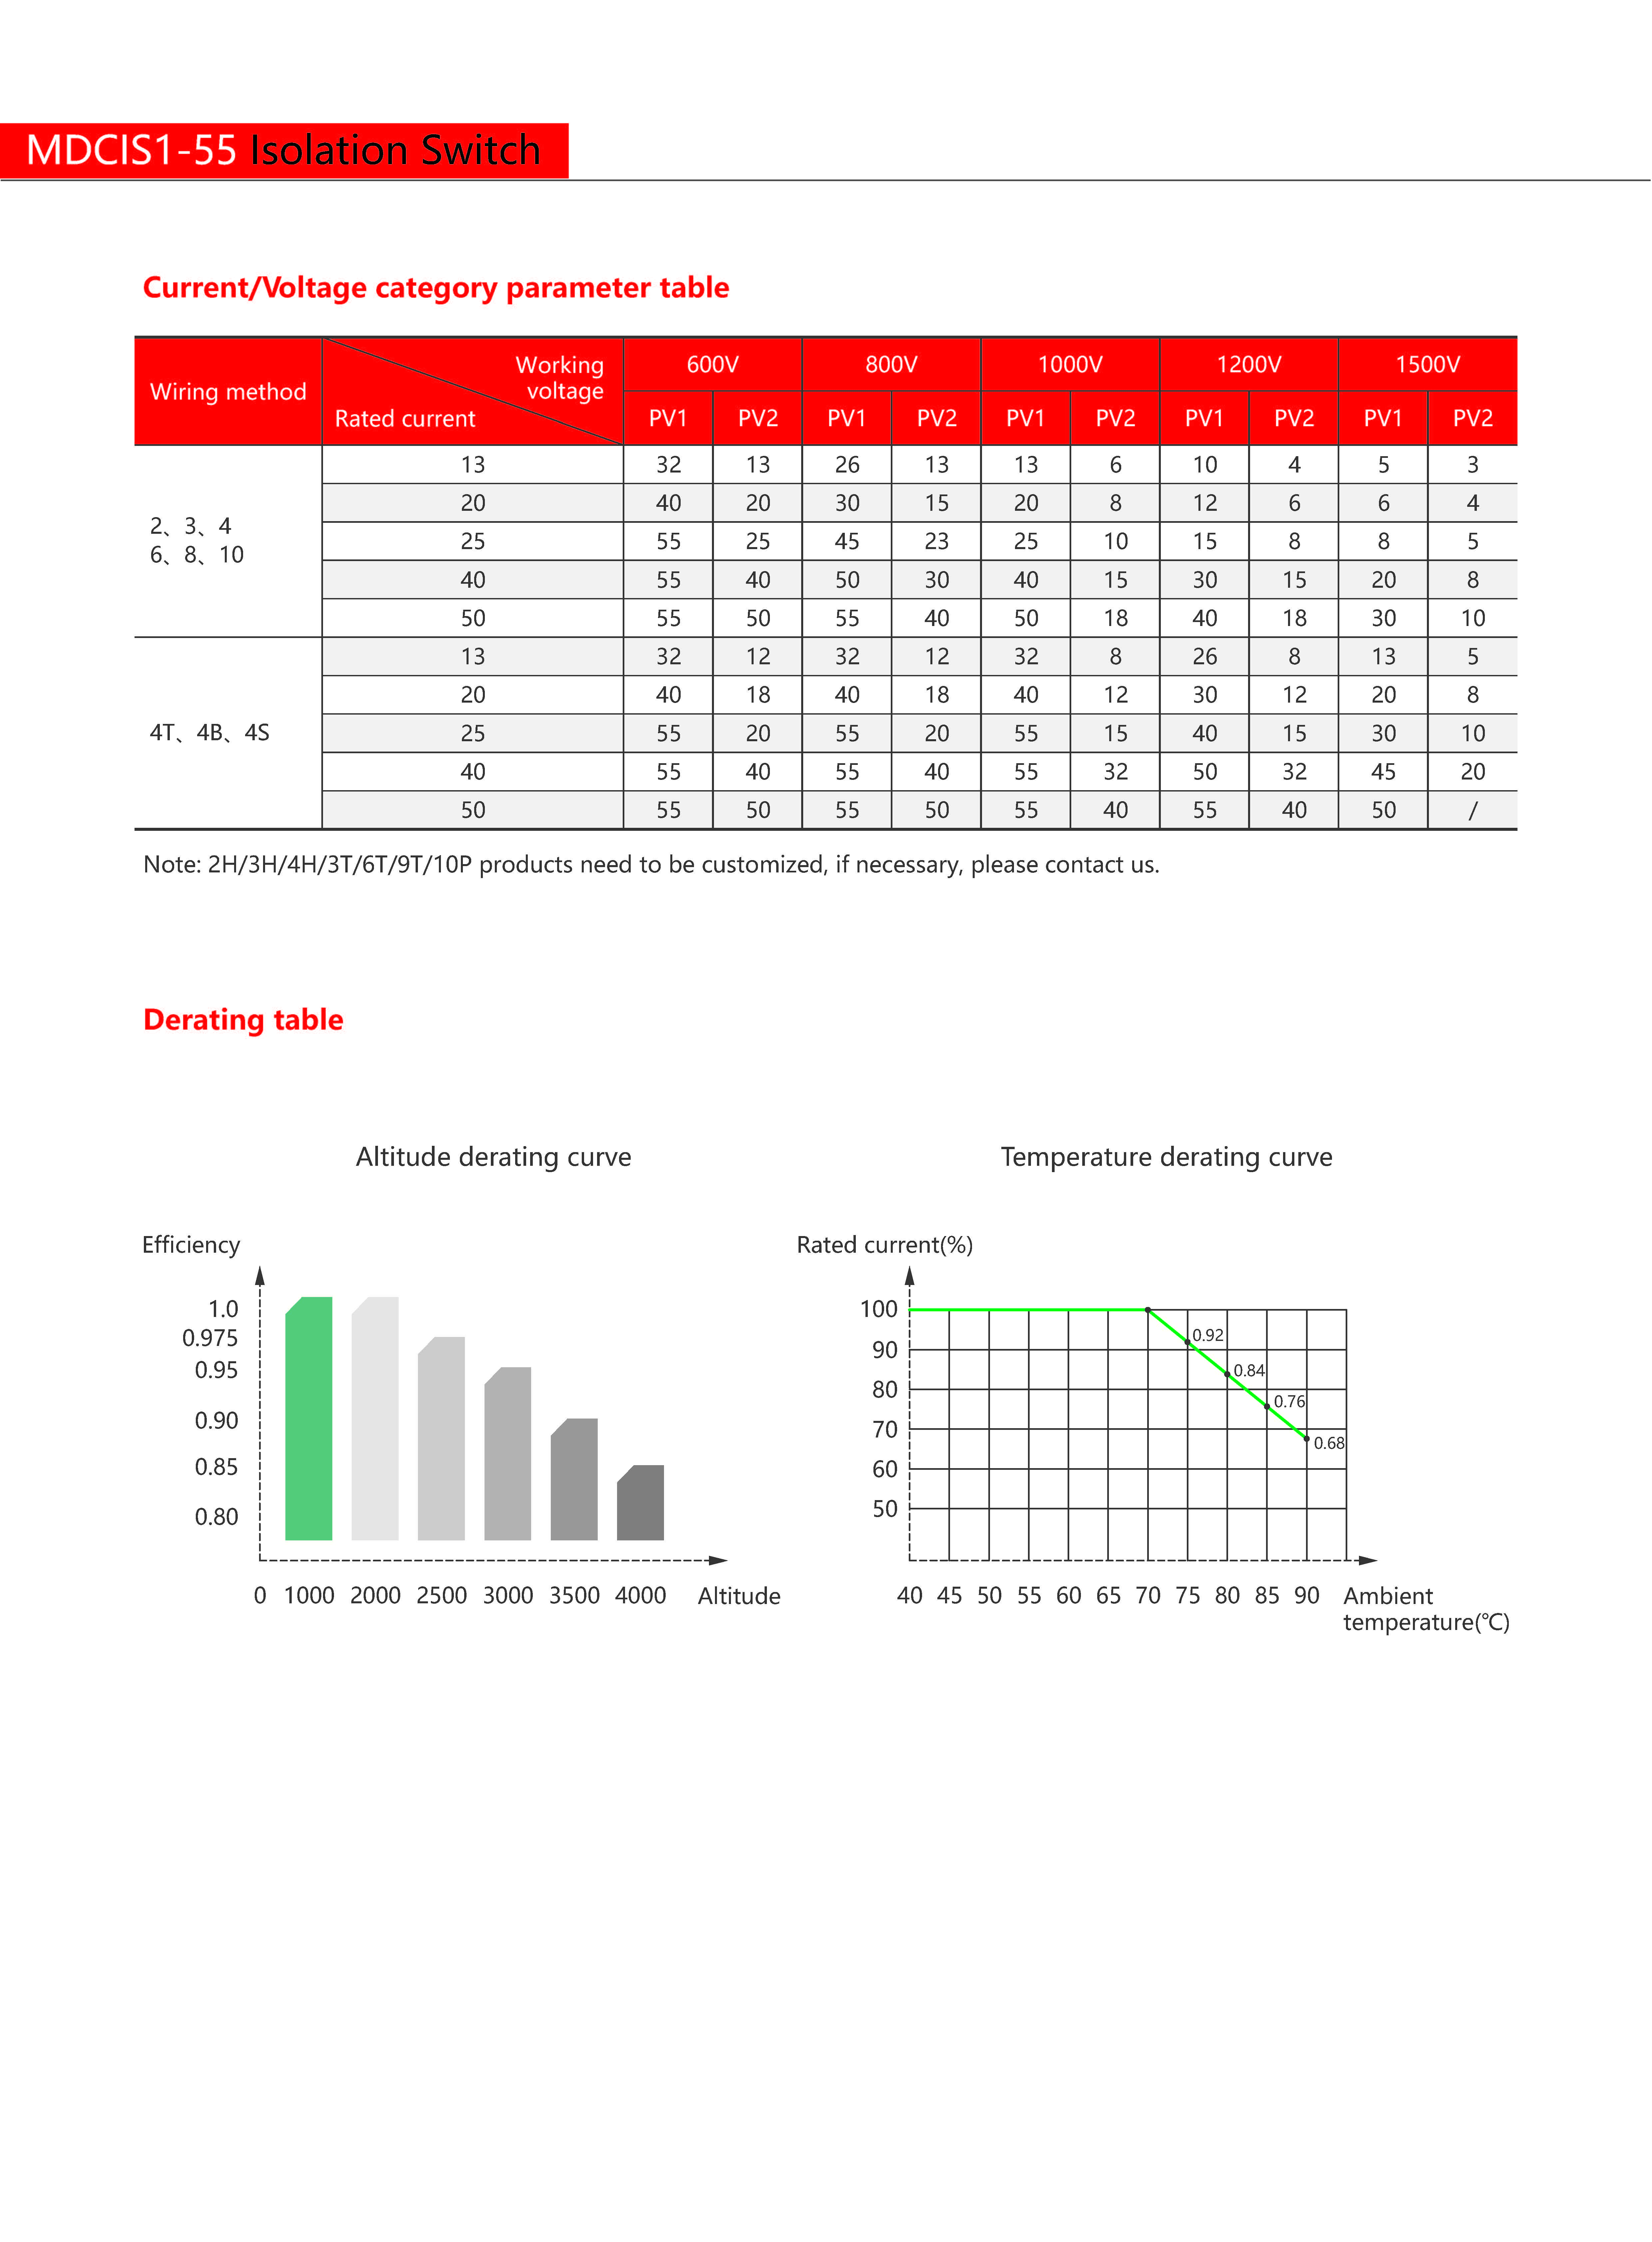 MDCIS1-55 Isolation Switch
Current/Voltage category parameter table
Wiring method Rated current Working voltage 600V 800V 1000V 1200V 1500V
PV1 PV2 PV1 PV2 PV1 PV2 PV1 PV2 PV1 PV2
2、3、4
6、8、10
13 32 13 26 13 13 6 10 4 5 3
20 40 20 30 15 20 8 12 6 6 4
25 55 25 45 23 25 10 15 8 8 5
40 55 40 50 30 40 15 30 15 20 8
50 55 50 55 40 50 18 40 18 30 10
4T、4B、4S
13 32 12 32 12 32 8 26 8 13 5
20 40 18 40 18 40 12 30 12 20 8
25 55 20 55 20 55 15 40 15 30 10
40 55 40 55 40 55 32 50 32 45 20
50 55 50 55 50 55 40 55 40 50 /
Note: 2H/3H/4H/3T/6T/9T/10P products need to be customized, if necessary, please contact us.
Derating table
Altitude derating curve
Efficiency
1.0
0.975
0.95
0.90
0.85
0.80
0 1000 2000 2500 3000 3500 4000 Altitude
Temperature derating curve
Rated current(%)
100
90
80
70
60
50
0.92
0.84
0.76
0.68
40 45 50 55 60 65 70 75 80 85 90 Ambient
temperature(℃)